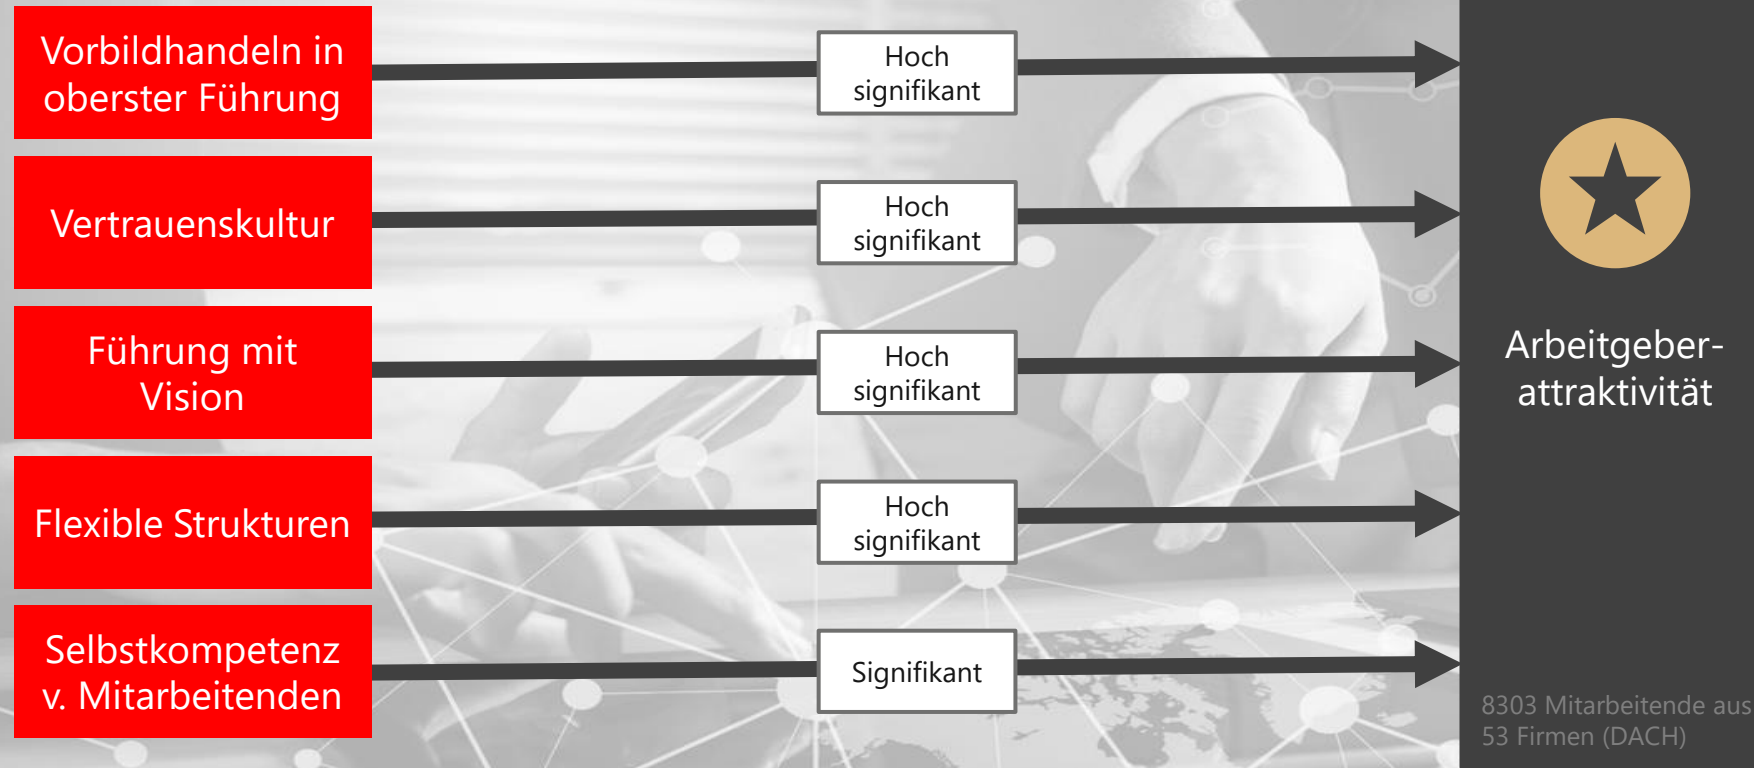 Vorbildhandeln in
oberster Führung
Hoch
signifikant
Vertrauenskultur
Hoch
signifikant
Führung mit
Vision
Hoch
signifikant
Flexible Strukturen
Hoch
signifikant
Selbstkompetenz
v. Mitarbeitenden
Signifikant
Arbeitgeber-
attraktivität
8303 Mitarbeitende aus
53 Firmen (DACH)